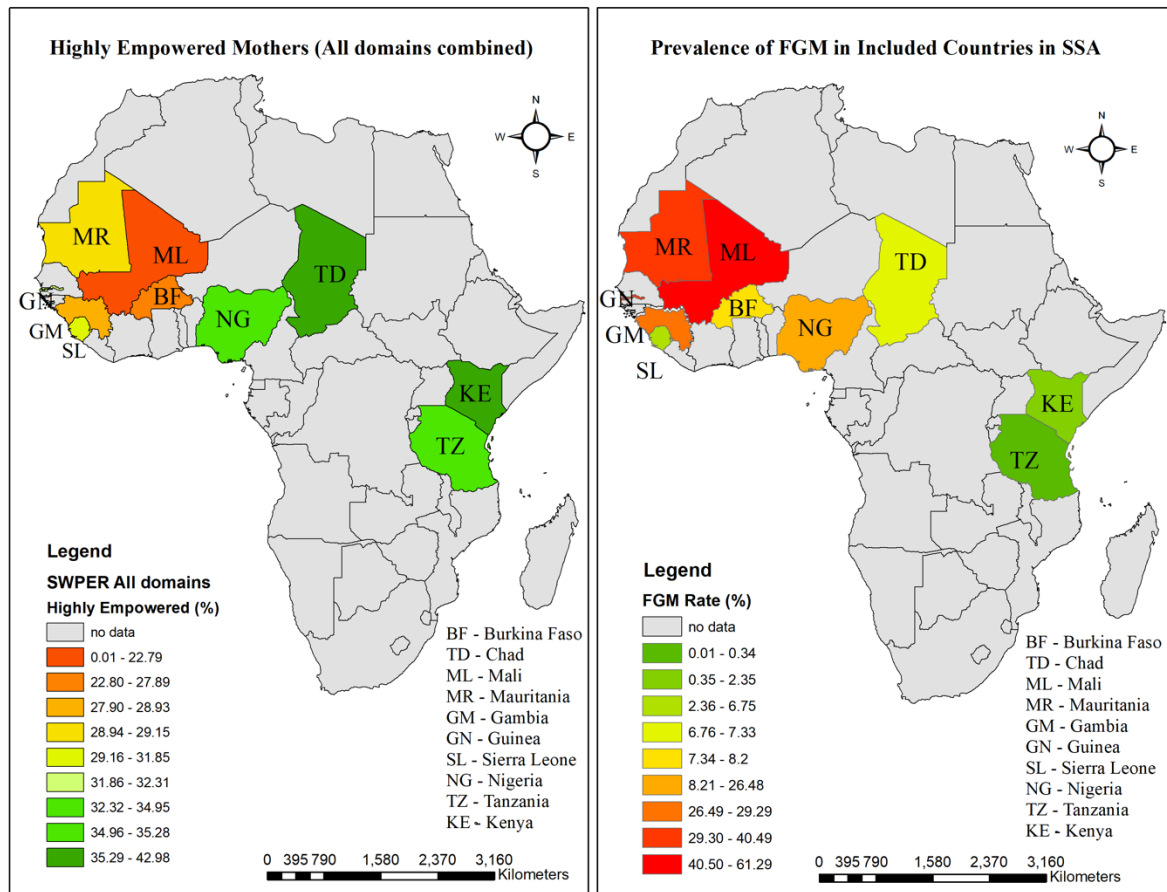 Highly Empowered Mothers (All domains combined)
N
W
E
S
MR
ML
TD
GN
BF
NG
GM
SL
KE
TZ
Legend
SWPER All domains
Highly Empowered (%)
no data
0.01 - 22.79
22.80 - 27.89
27.90 - 28.93
28.94 - 29.15
29.16 - 31.85
31.86 - 32.31
32.32 - 34.95
34.96 - 35.28
35.29 - 42.98
BF - Burkina Faso
TD - Chad
ML - Mali
MR - Mauritania
GM - Gambia
GN - Guinea
SL - Sierra Leone
NG - Nigeria
TZ - Tanzania
KE - Kenya
0 395 790 1,580 2,370 3,160
Kilometers
Prevalence of FGM in Included Countries in SSA
N
W
E
S
MR
ML
TD
GN
BF
NG
GM
SL
KE
TZ
Legend
FGM Rate (%)
no data
0.01 - 0.34
0.35 - 2.35
2.36 - 6.75
6.76 - 7.33
7.34 - 8.2
8.21 - 26.48
26.49 - 29.29
29.30 - 40.49
40.50 - 61.29
BF - Burkina Faso
TD - Chad
ML - Mali
MR - Mauritania
GM - Gambia
GN - Guinea
SL - Sierra Leone
NG - Nigeria
TZ - Tanzania
KE - Kenya
0 395 790 1,580 2,370 3,160
Kilometers